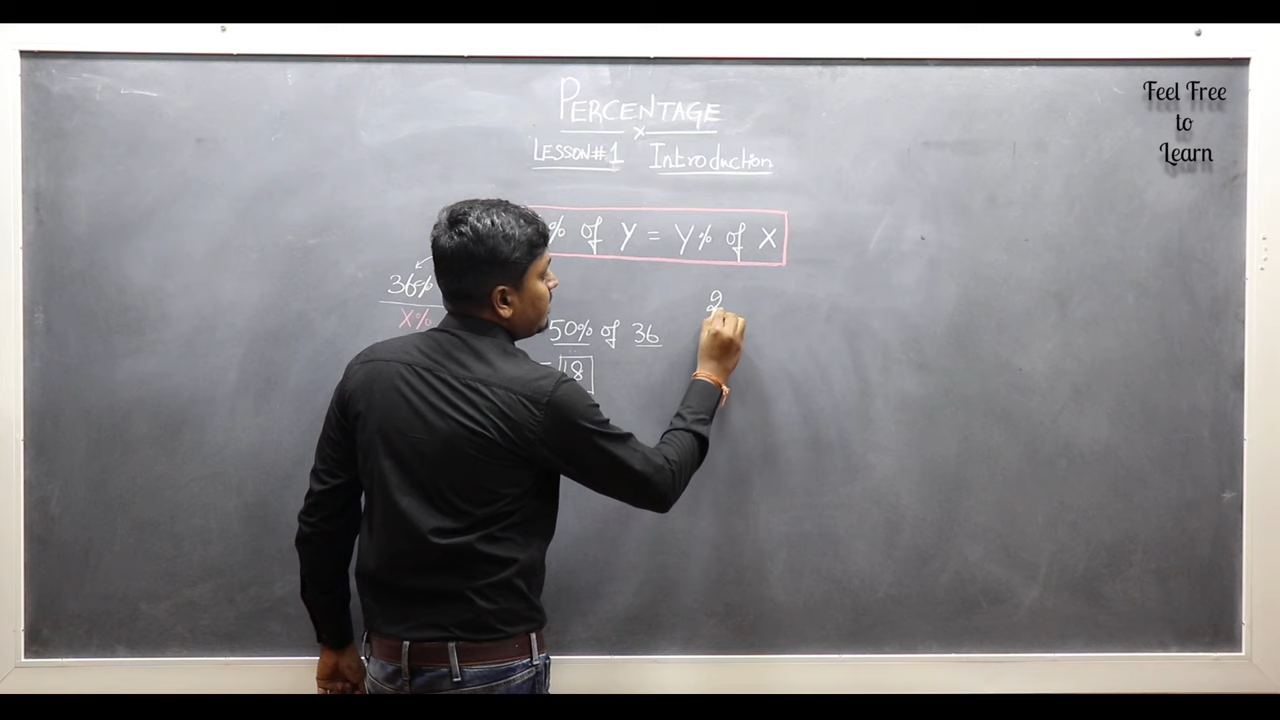 PERCENTAGE
x
LESSON#1 Introduction
% of Y = Y% of X
36%
X%
50% of 36
= 18
Feel Free
to
Learn